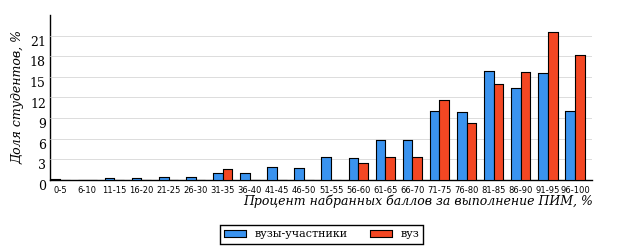 Доля студентов, %
21
18
15
12
9
6
3
0
0-5 6-10 11-15 16-20 21-25 26-30 31-35 36-40 41-45 46-50 51-55 56-60 61-65 66-70 71-75 76-80 81-85 86-90 91-95 96-100
Процент набранных баллов за выполнение ПИМ, %
вузы-участники вуз